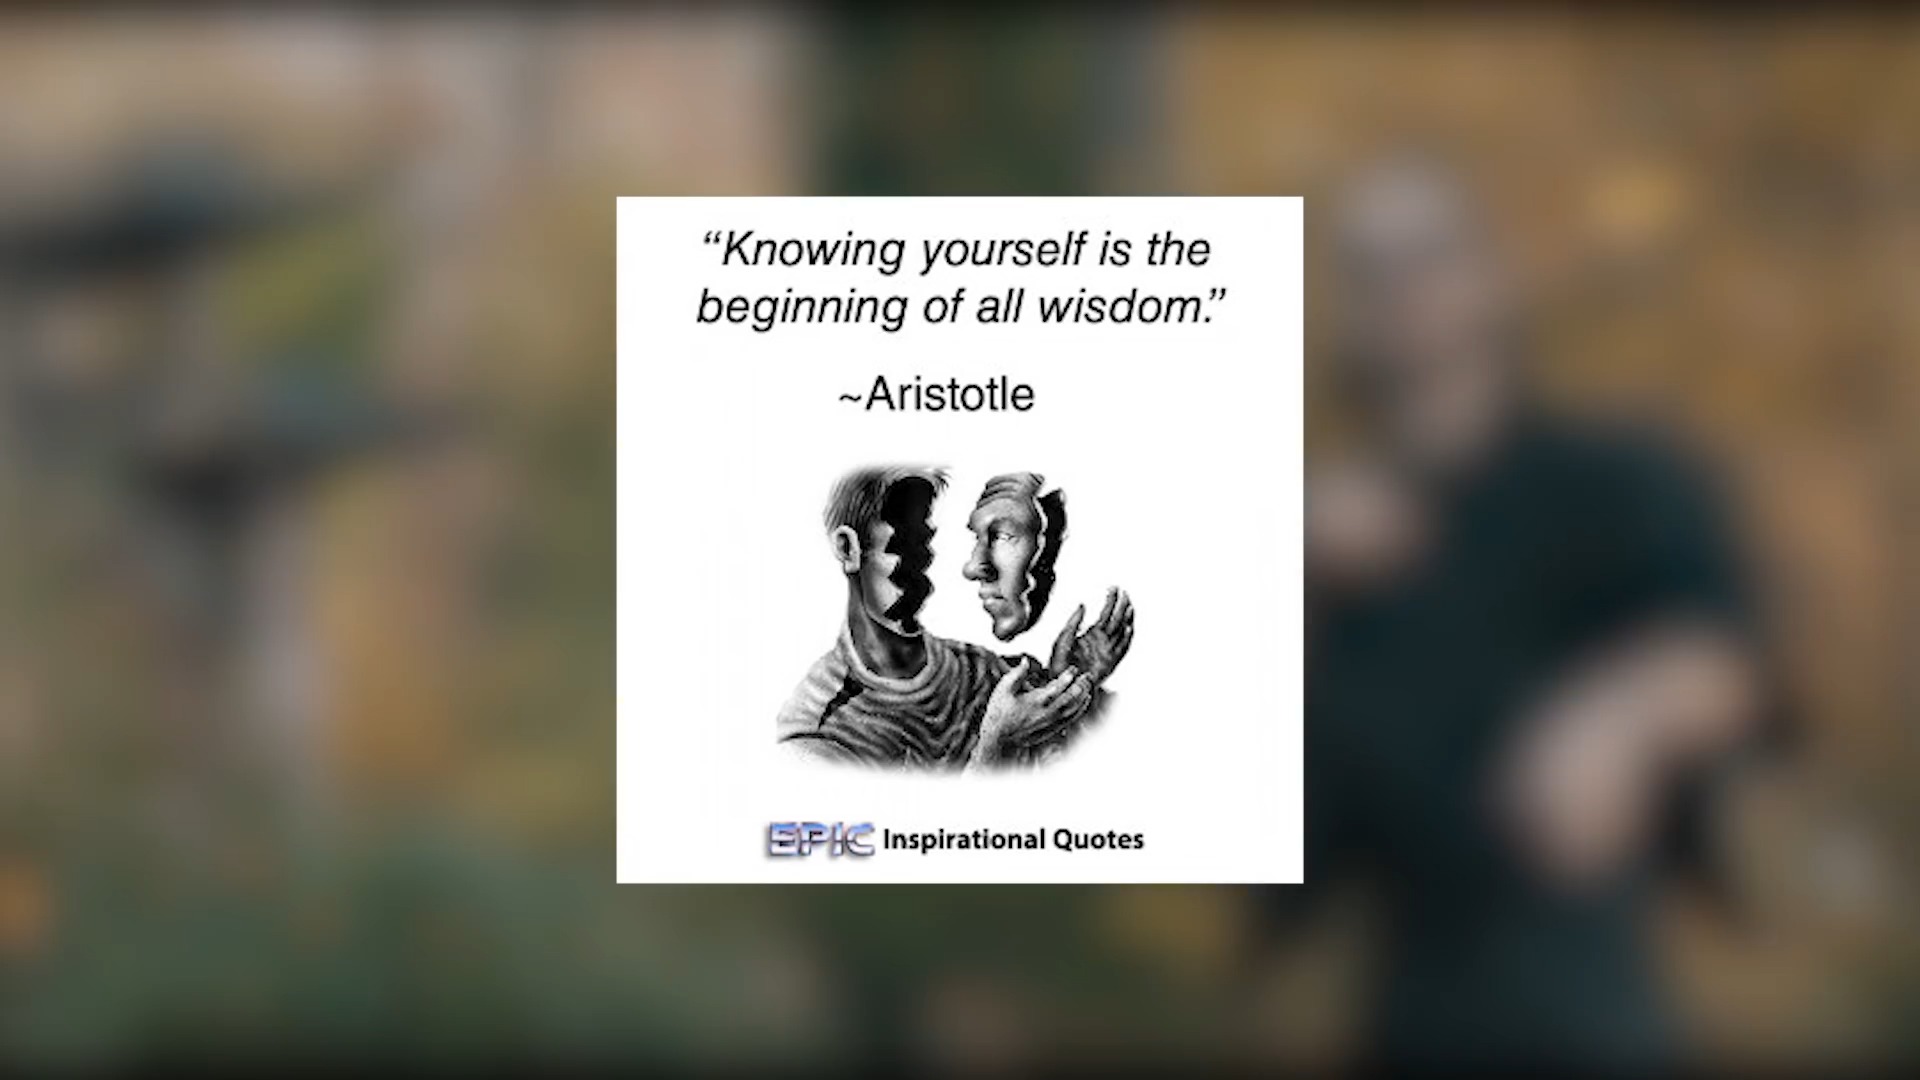 “Knowing yourself is the
beginning of all wisdom.”
~Aristotle
EPIC Inspirational Quotes